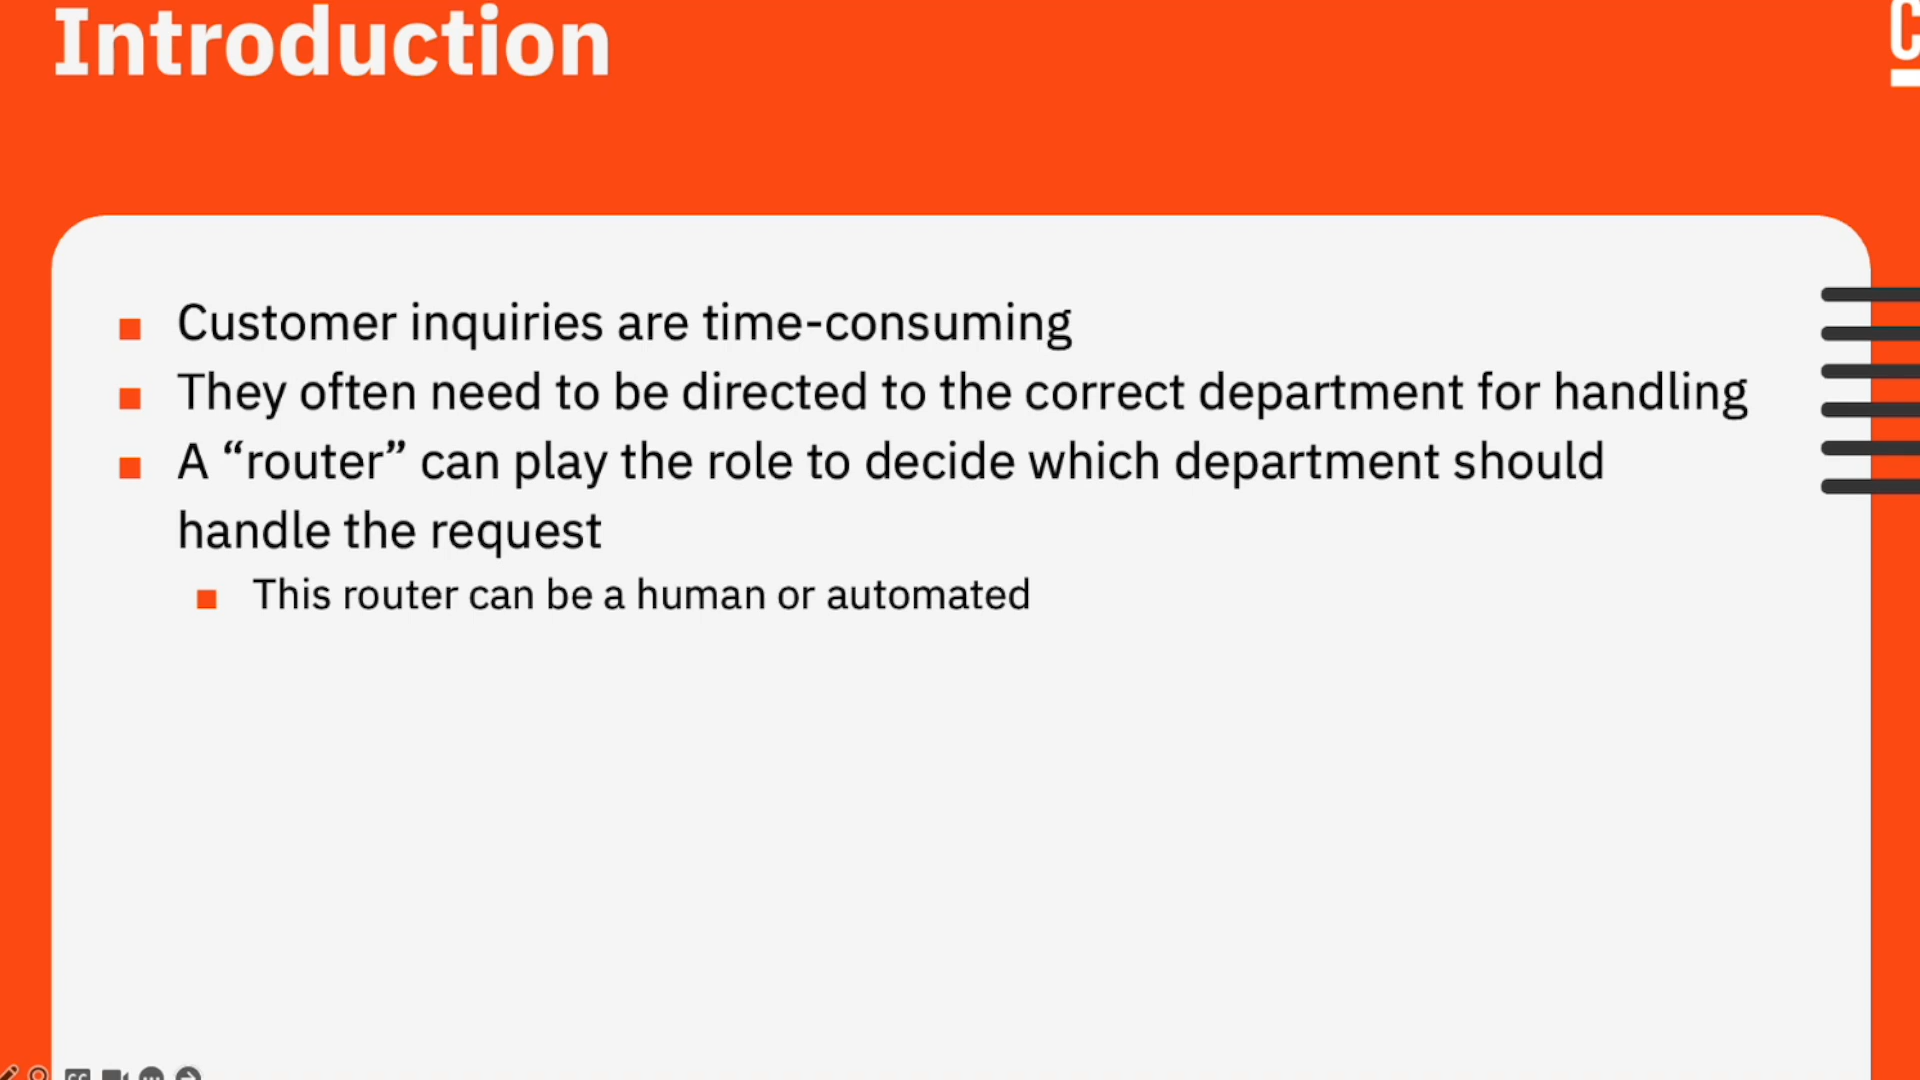 Introduction
Customer inquiries are time-consuming
They often need to be directed to the correct department for handling
A “router” can play the role to decide which department should
handle the request
This router can be a human or automated